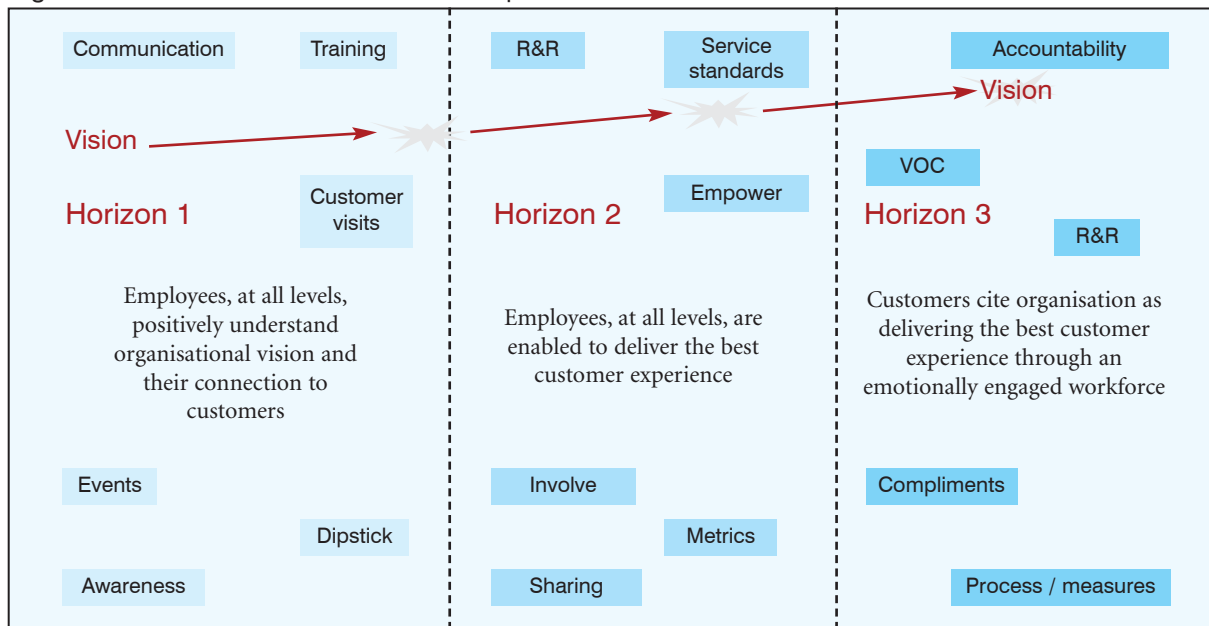 Communication
Training
Vision
Horizon 1
Customer
visits
Employees, at all levels,
positively understand
organisational vision and
their connection to
customers
Events
Dipstick
Awareness
R&R
Service
standards
Empower
Horizon 2
Employees, at all levels, are
enabled to deliver the best
customer experience
Involve
Metrics
Sharing
Accountability
Vision
VOC
Horizon 3
R&R
Customers cite organisation as
delivering the best customer
experience through an
emotionally engaged workforce
Compliments
Process / measures